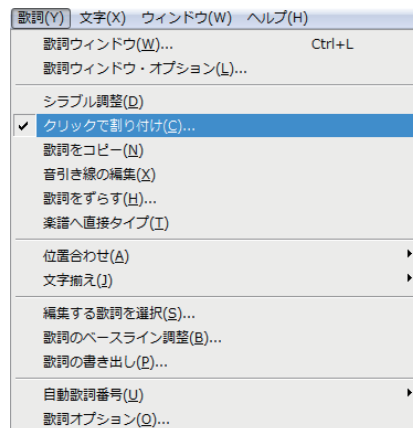 歌詞(Y) 文字(X) ウィンドウ(W) ヘルプ(H)
歌詞ウィンドウ(W)... Ctrl+L
歌詞ウィンドウ・オプション(L)...
シラブル調整(D)
クリックで割り付け(C)...
歌詞をコピー(N)
音引き線の編集(X)
歌詞をずらす(H)...
楽譜へ直接タイプ(T)
位置合わせ(A)
文字揃え(J)
編集する歌詞を選択(S)...
歌詞のベースライン調整(B)...
歌詞の書き出し(P)...
自動歌詞番号(U)
歌詞オプション(O)...